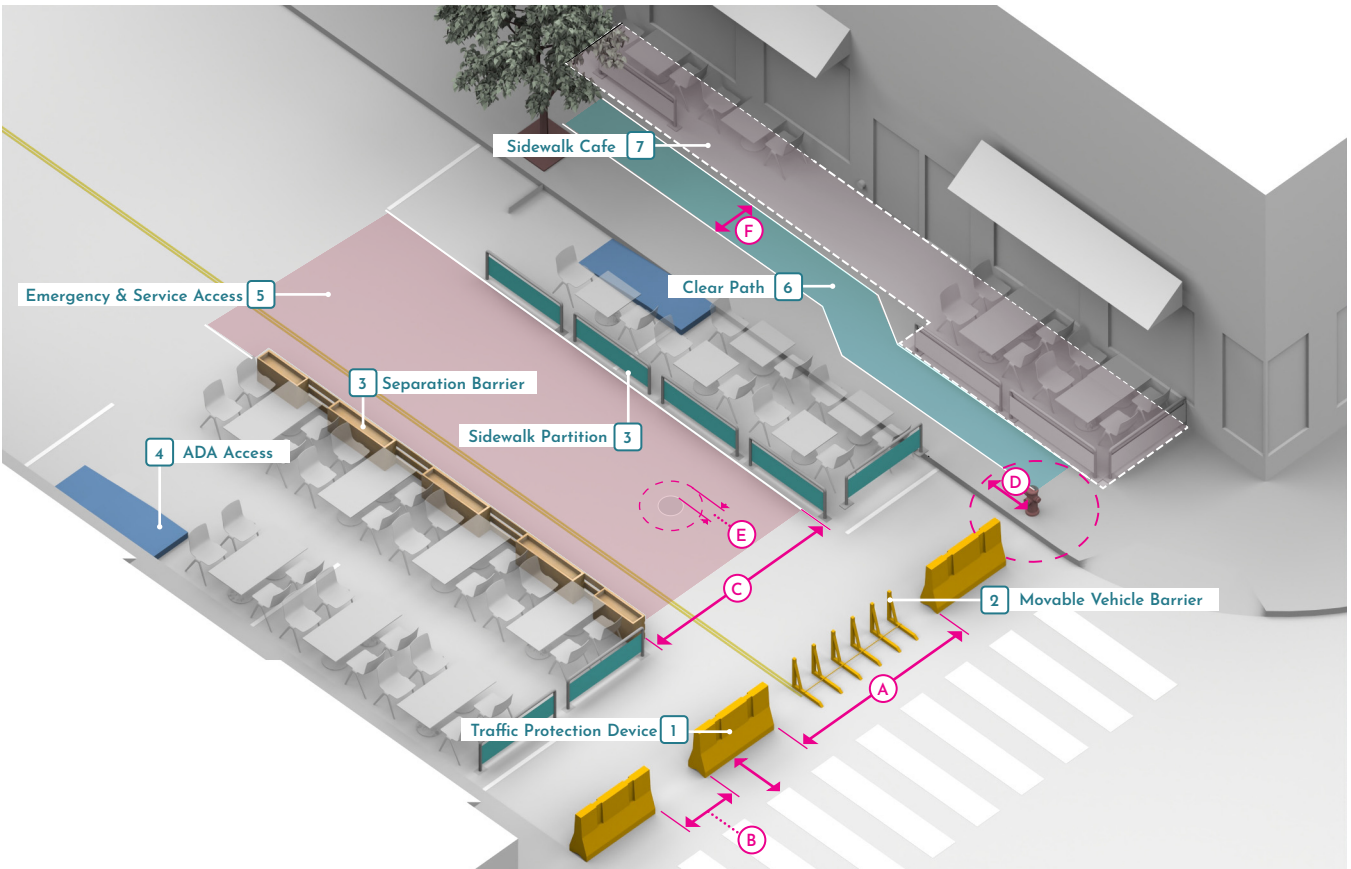 Sidewalk Cafe 7
F
Clear Path 6
Emergency & Service Access 5
3 Separation Barrier
Sidewalk Partition 3
4 ADA Access
D
E
C
2 Movable Vehicle Barrier
A
Traffic Protection Device 1
B